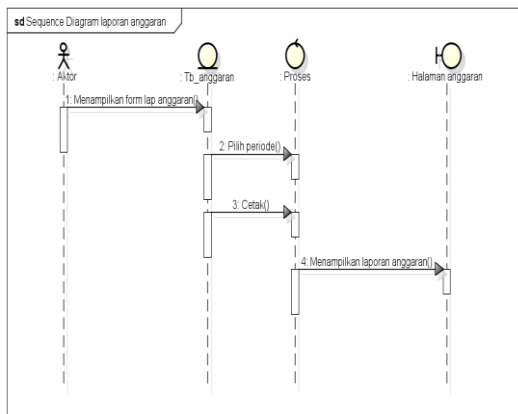 sd Sequence Diagram laporan anggaran
: Aktor
: Tb_anggaran
: Proses
: Halaman anggaran
1: Menampilkan form lap anggaran()
2: Pilih periode()
3: Cetak()
4: Menampilkan laporan anggaran()